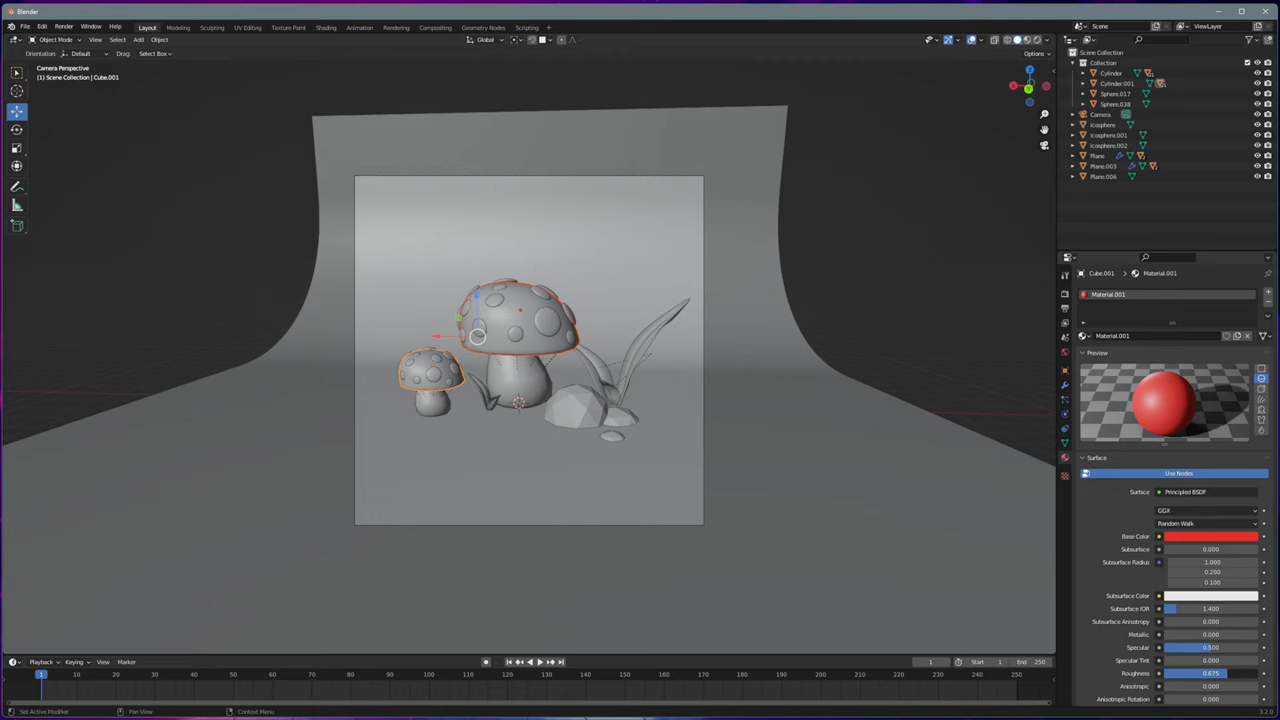 Blender
File Edit Render Window Help Layout Modeling Sculpting UV Editing Texture Paint Shading Animation Rendering Compositing Geometry Nodes Scripting
Scene
ViewLayer
Object Mode View Select Add Object
Global
Orientation: Default Drag: Select Box
Options
Camera Perspective
(1) Scene Collection | Cube.001
Scene Collection
Collection
Cylinder
Cylinder.001
Sphere.017
Sphere.038
Camera
Icosphere
Icosphere.001
Icosphere.002
Plane
Plane.003
Plane.006
Cube.001 Material.001
Material.001
Material.001
Preview
Surface
Use Nodes
Surface Principled BSDF
GGX
Random Walk
Base Color
Subsurface 0.000
Subsurface Radius 1.000
0.200
0.100
Subsurface Color
Subsurface IOR 1.400
Subsurface Anisotropy 0.000
Metallic 0.000
Specular 0.500
Specular Tint 0.000
Roughness 0.675
Anisotropic 0.000
Anisotropic Rotation 0.000
Playback Keying View Marker
1 Start 1 End 250
1 10 20 30 40 50 60 70 80 90 100 110 120 130 140 150 160 170 180 190 200 210 220 230 240 250
Set Active Modifier Pan View Context Menu
3.2.0